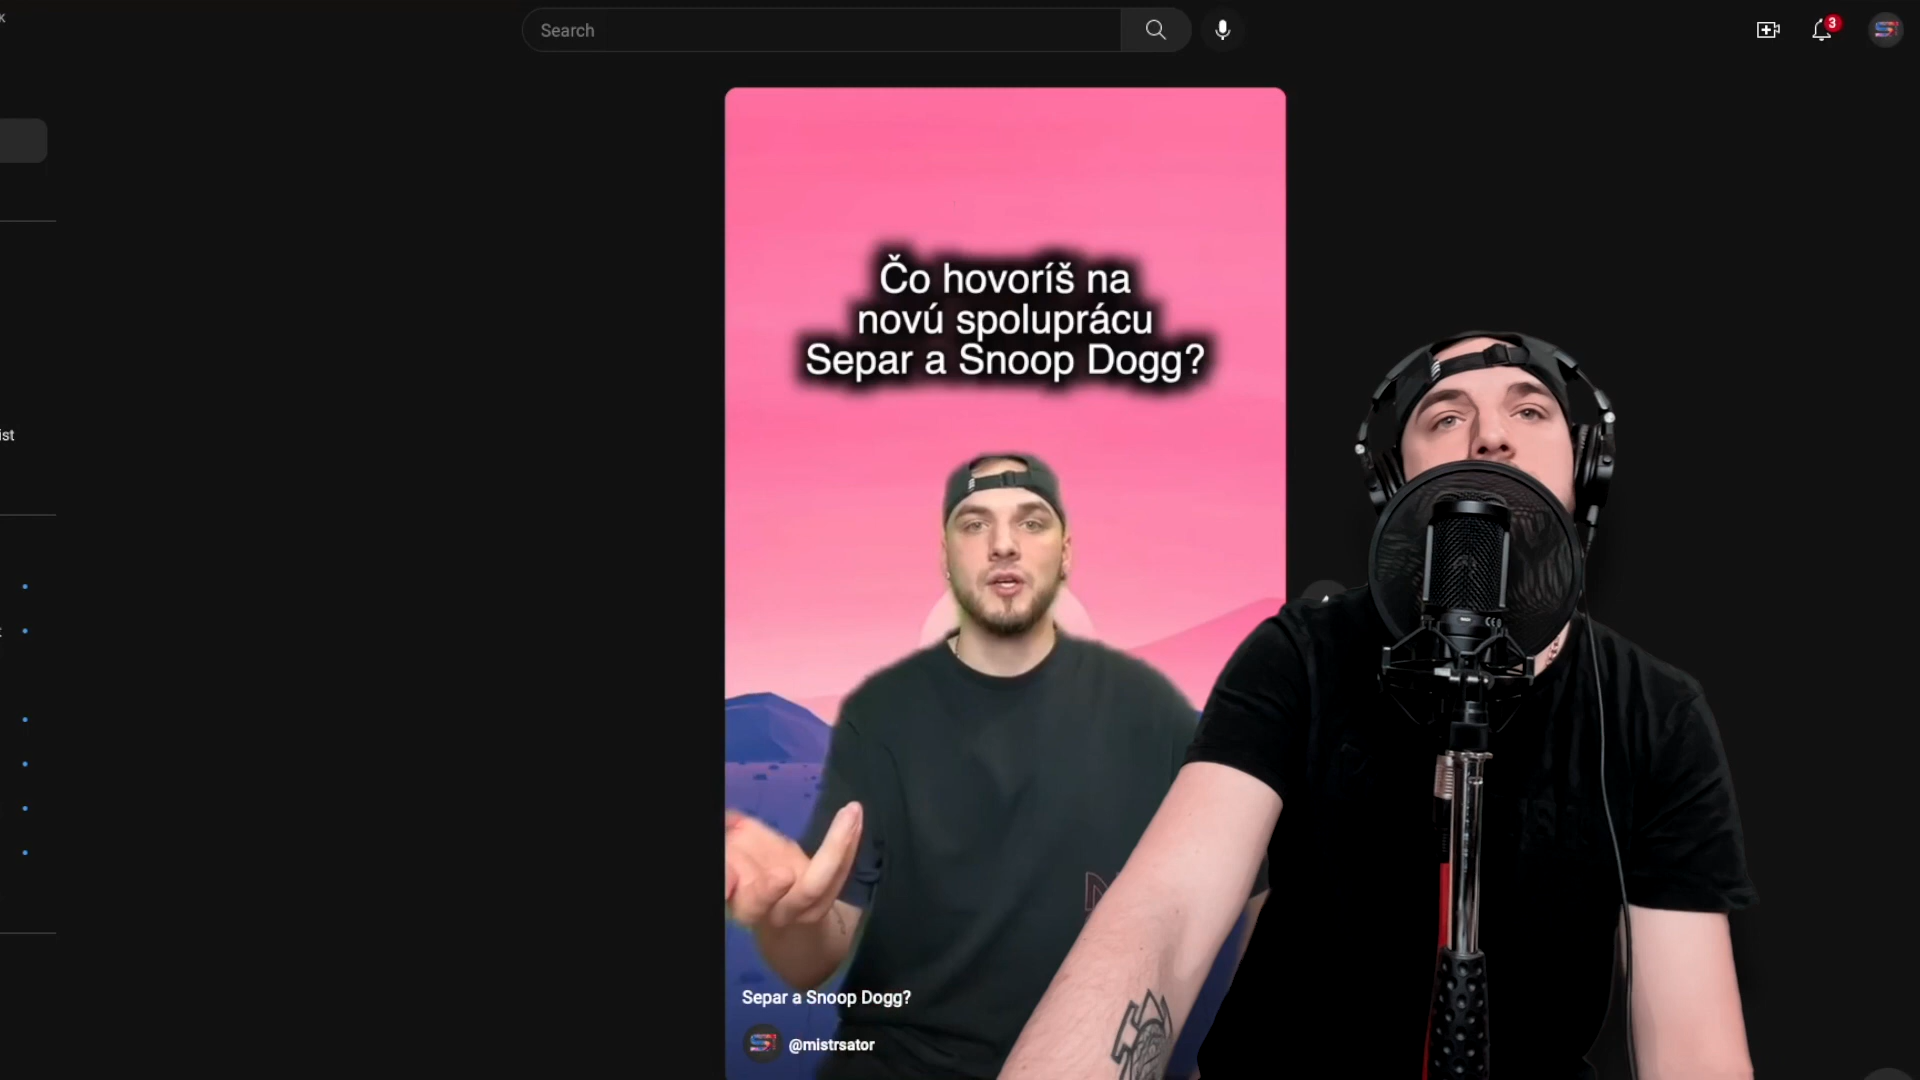 Search
3
Čo hovoríš na
novú spoluprácu
Separ a Snoop Dogg?
ist
Separ a Snoop Dogg?
@mistrsator